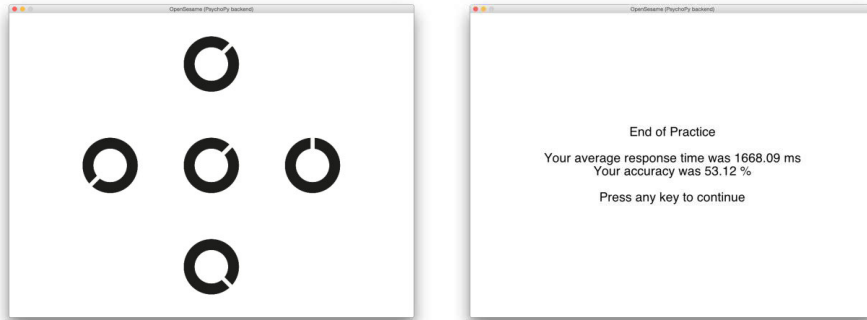 OpenSesame (PsychoPy backend)
OpenSesame (PsychoPy backend)
End of Practice
Your average response time was 1668.09 ms
Your accuracy was 53.12 %
Press any key to continue